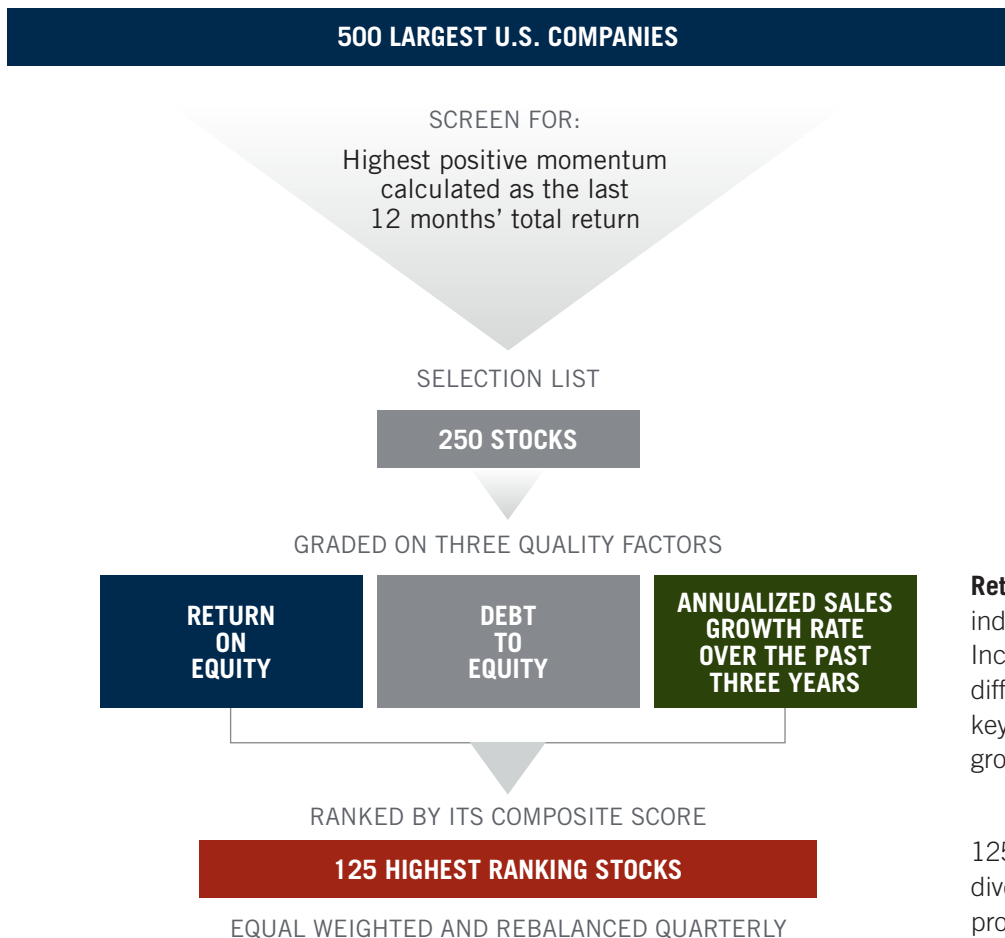 500 LARGEST U.S. COMPANIES
SCREEN FOR:
Highest positive momentum
calculated as the last
12 months’ total return
SELECTION LIST
250 STOCKS
GRADED ON THREE QUALITY FACTORS
RETURN
ON
EQUITY
DEBT
TO
EQUITY
ANNUALIZED SALES
GROWTH RATE
OVER THE PAST
THREE YEARS
RANKED BY ITS COMPOSITE SCORE
125 HIGHEST RANKING STOCKS
EQUAL WEIGHTED AND REBALANCED QUARTERLY